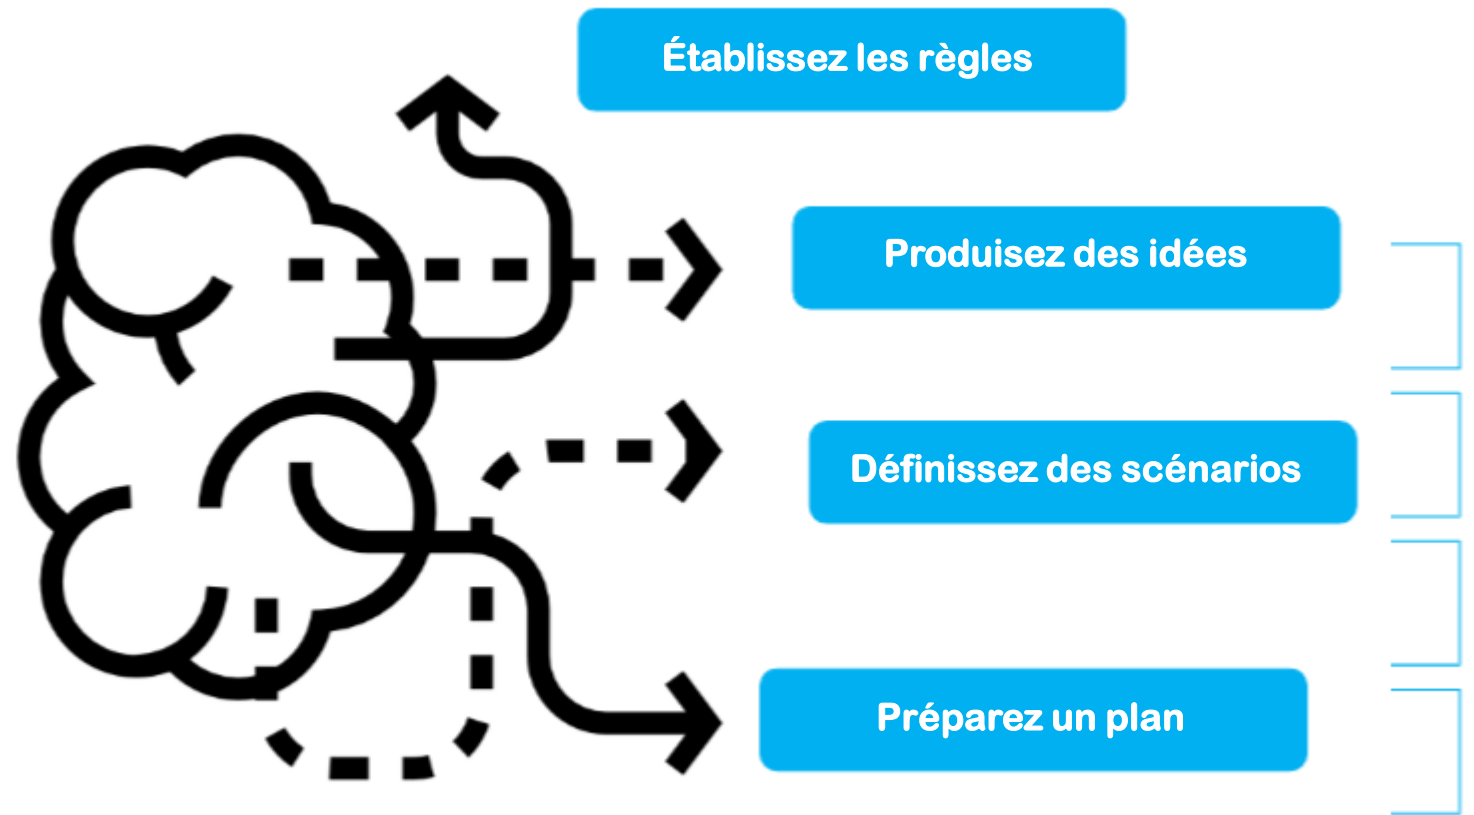 Établissez les règles
Produisez des idées
Définissez des scénarios
Préparez un plan